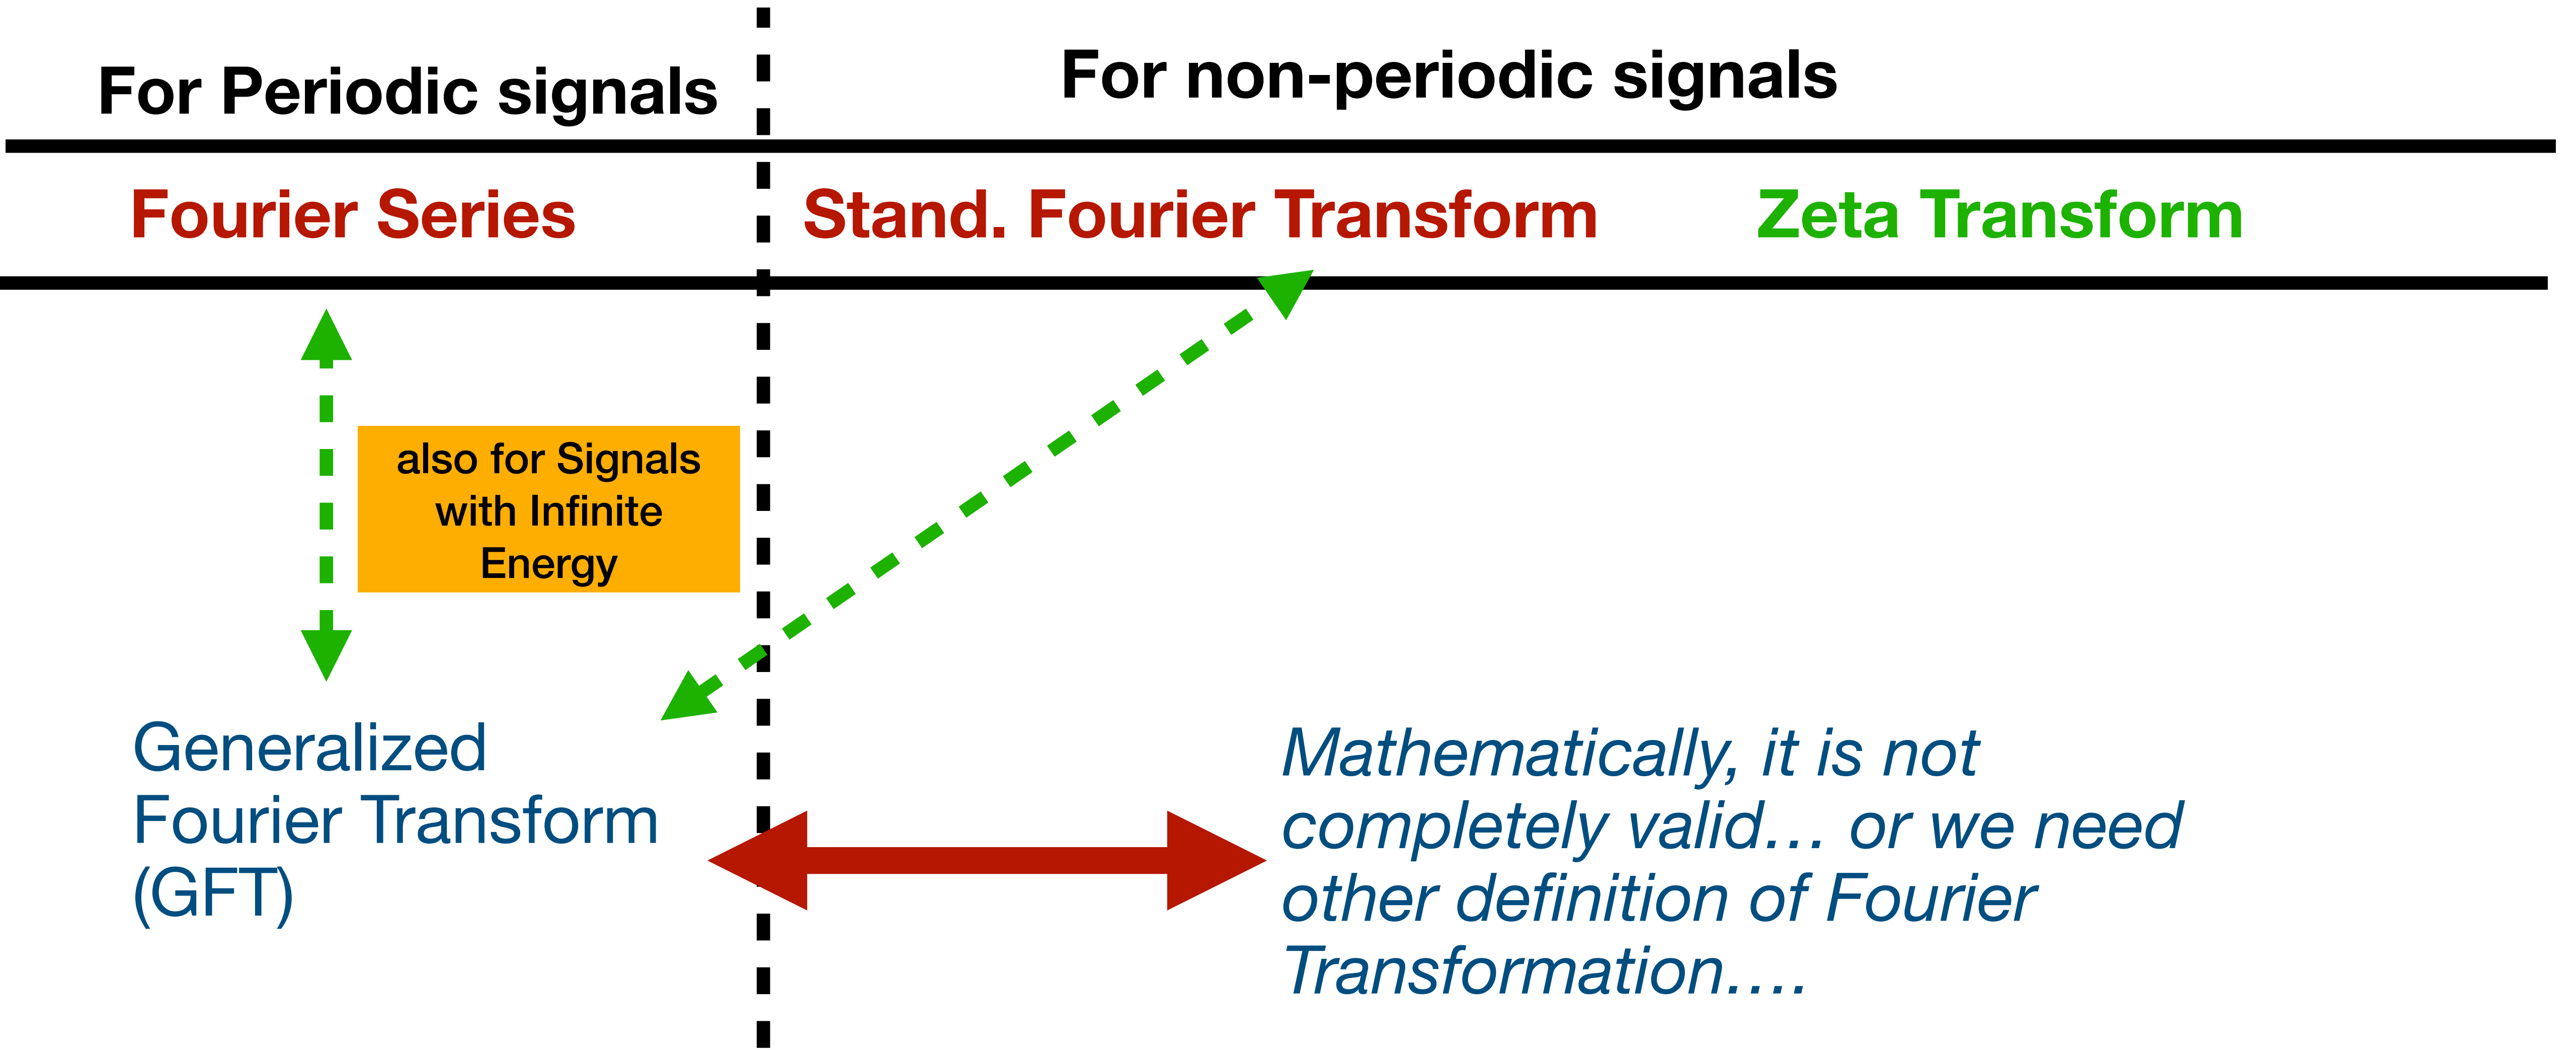 For Periodic signals
For non-periodic signals
Fourier Series
Stand. Fourier Transform
Zeta Transform
also for Signals
with Infinite
Energy
Generalized
Fourier Transform
(GFT)
Mathematically, it is not
completely valid… or we need
other definition of Fourier
Transformation….